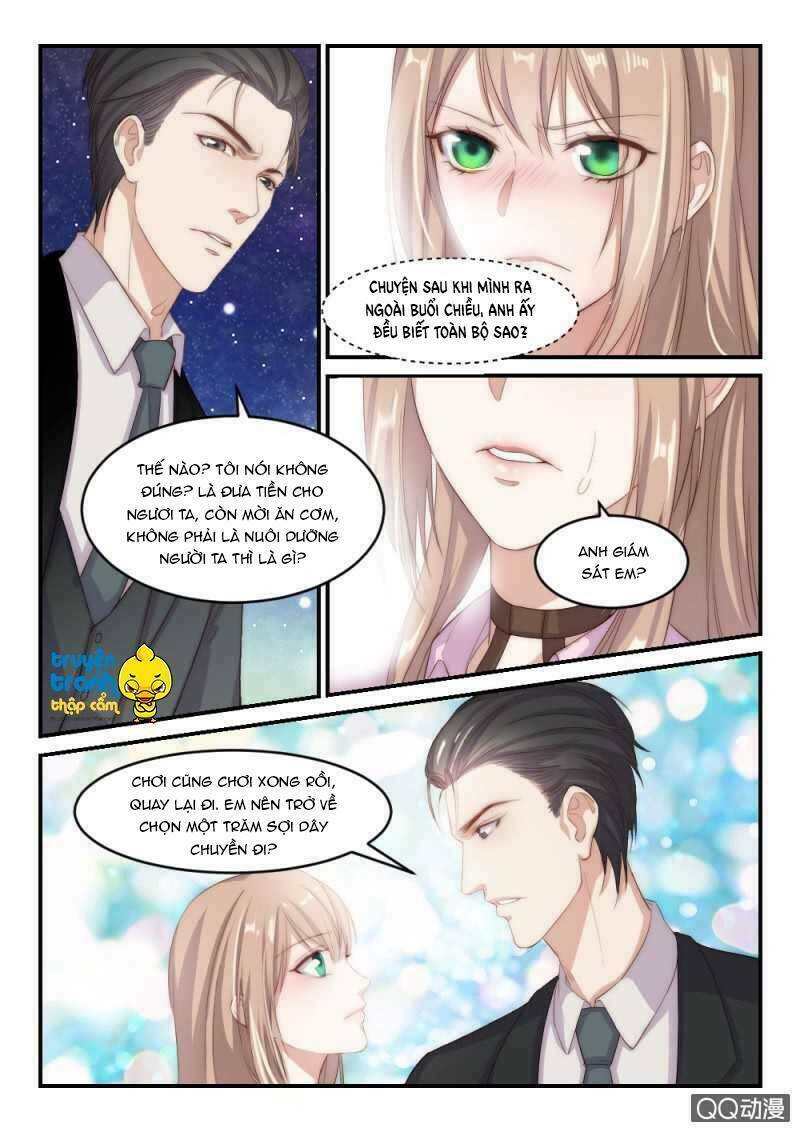 CHUYỆN SAU KHI MÌNH RA
NGOÀI BUỔI CHIỀU, ANH ẤY
ĐỀU BIẾT TOÀN BỘ SAO?
THẾ NÀO? TÔI NÓI KHÔNG
ĐÚNG? LÀ ĐƯA TIỀN CHO
NGƯƠI TA, CÒN MỜI ĂN CƠM,
KHÔNG PHẢI LÀ NUÔI DƯỠNG
NGƯỜI TA THÌ LÀ GÌ?
ANH GIÁM
SÁT EM?
truyện
tranh
thập cẩm
CHƠI CŨNG CHƠI XONG RỒI,
QUAY LẠI ĐI. EM NÊN TRỞ VỀ
CHỌN MỘT TRĂM SỢI DÂY
CHUYỀN ĐI?
QQ动漫